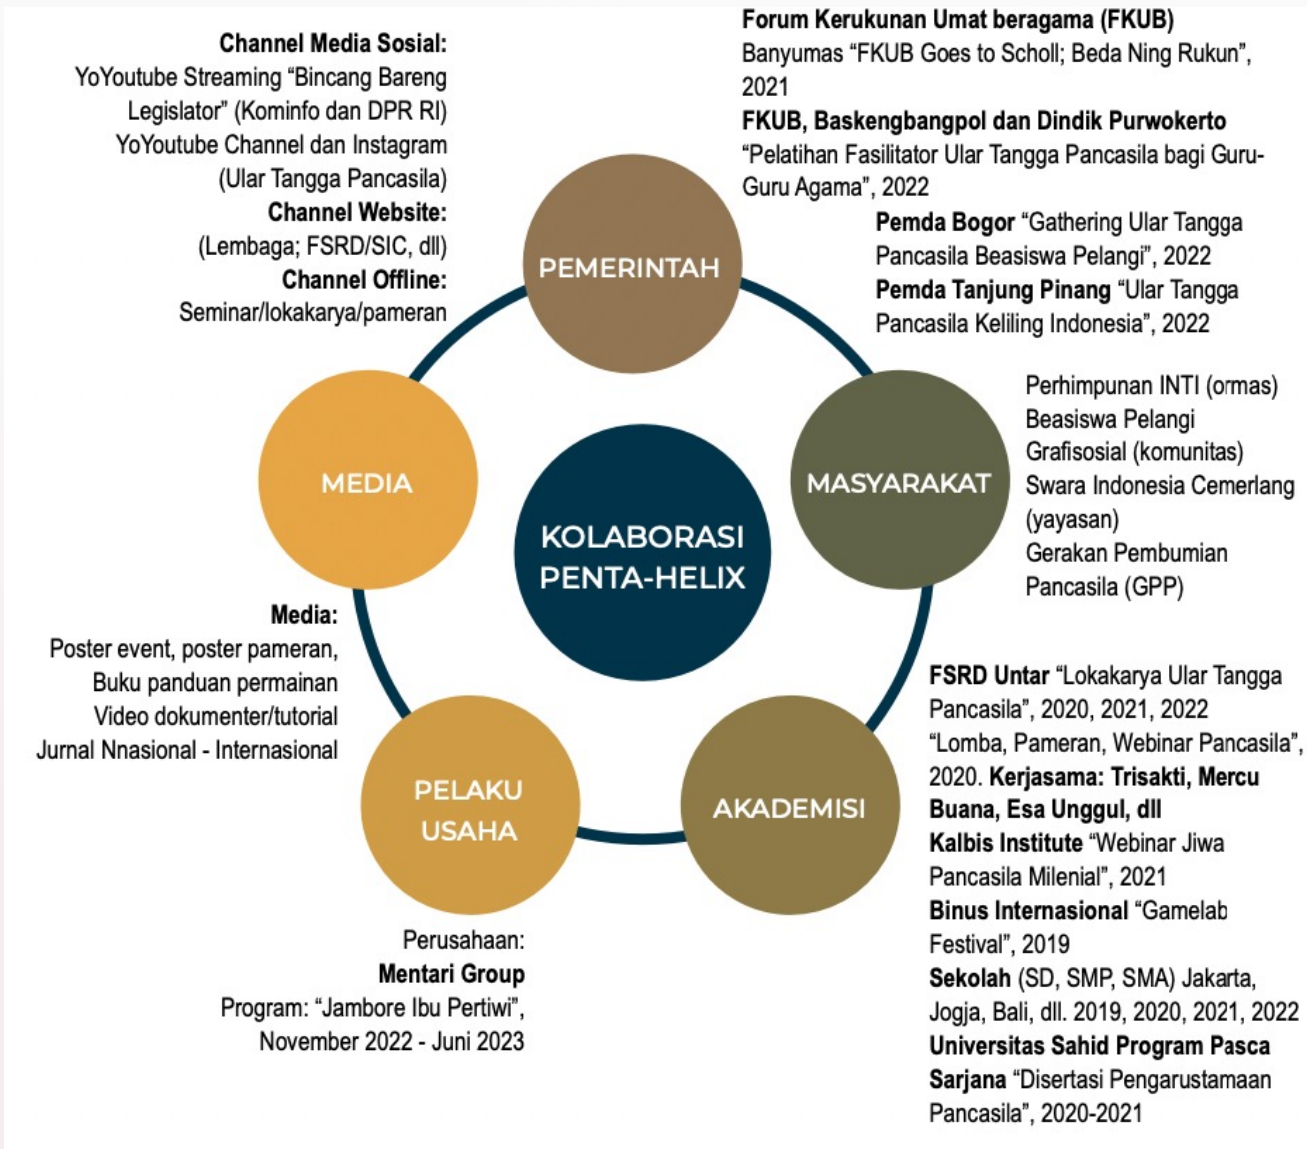 Channel Media Sosial:
YoYoutube Streaming “Bincang Bareng
Legislator” (Kominfo dan DPR RI)
YoYoutube Channel dan Instagram
(Ular Tangga Pancasila)
Channel Website:
(Lembaga; FSRD/SIC, dll)
Channel Offline:
Seminar/lokakarya/pameran
Forum Kerukunan Umat beragama (FKUB)
Banyumas “FKUB Goes to Scholl; Beda Ning Rukun”,
2021
FKUB, Baskengbangpol dan Dindik Purwokerto
“Pelatihan Fasilitator Ular Tangga Pancasila bagi Guru-
Guru Agama”, 2022
Pemda Bogor “Gathering Ular Tangga
Pancasila Beasiswa Pelangi”, 2022
Pemda Tanjung Pinang “Ular Tangga
Pancasila Keliling Indonesia”, 2022
PEMERINTAH
MEDIA
MASYARAKAT
KOLABORASI
PENTA-HELIX
Perhimpunan INTI (ormas)
Beasiswa Pelangi
Grafisosial (komunitas)
Swara Indonesia Cemerlang
(yayasan)
Gerakan Pembumian
Pancasila (GPP)
Media:
Poster event, poster pameran,
Buku panduan permainan
Video dokumenter/tutorial
Jurnal Nnasional - Internasional
PELAKU
USAHA
AKADEMISI
FSRD Untar “Lokakarya Ular Tangga
Pancasila”, 2020, 2021, 2022
“Lomba, Pameran, Webinar Pancasila”,
2020. Kerjasama: Trisakti, Mercu
Buana, Esa Unggul, dll
Kalbis Institute “Webinar Jiwa
Pancasila Milenial”, 2021
Binus Internasional “Gamelab
Festival”, 2019
Sekolah (SD, SMP, SMA) Jakarta,
Jogja, Bali, dll. 2019, 2020, 2021, 2022
Universitas Sahid Program Pasca
Sarjana “Disertasi Pengarustamaan
Pancasila”, 2020-2021
Perusahaan:
Mentari Group
Program: “Jambore Ibu Pertiwi”,
November 2022 - Juni 2023